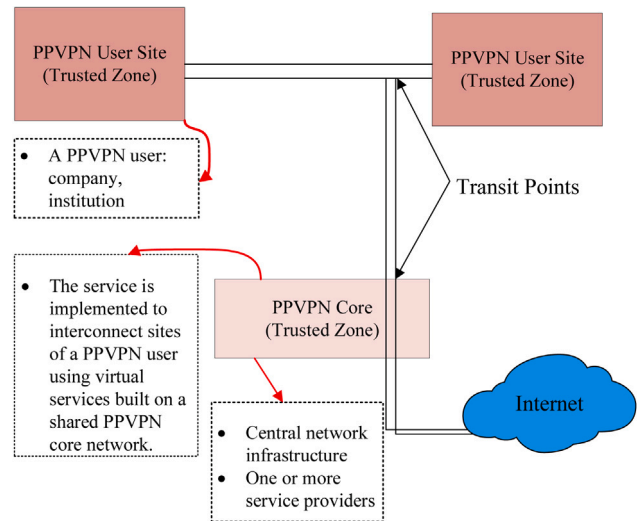 PPVPN User Site
(Trusted Zone)
PPVPN User Site
(Trusted Zone)
• A PPVPN user:
company,
institution
Transit Points
• The service is
implemented to
interconnect sites
of a PPVPN user
using virtual
services built on a
shared PPVPN
core network.
PPVPN Core
(Trusted Zone)
Internet
• Central network
infrastructure
• One or more
service providers